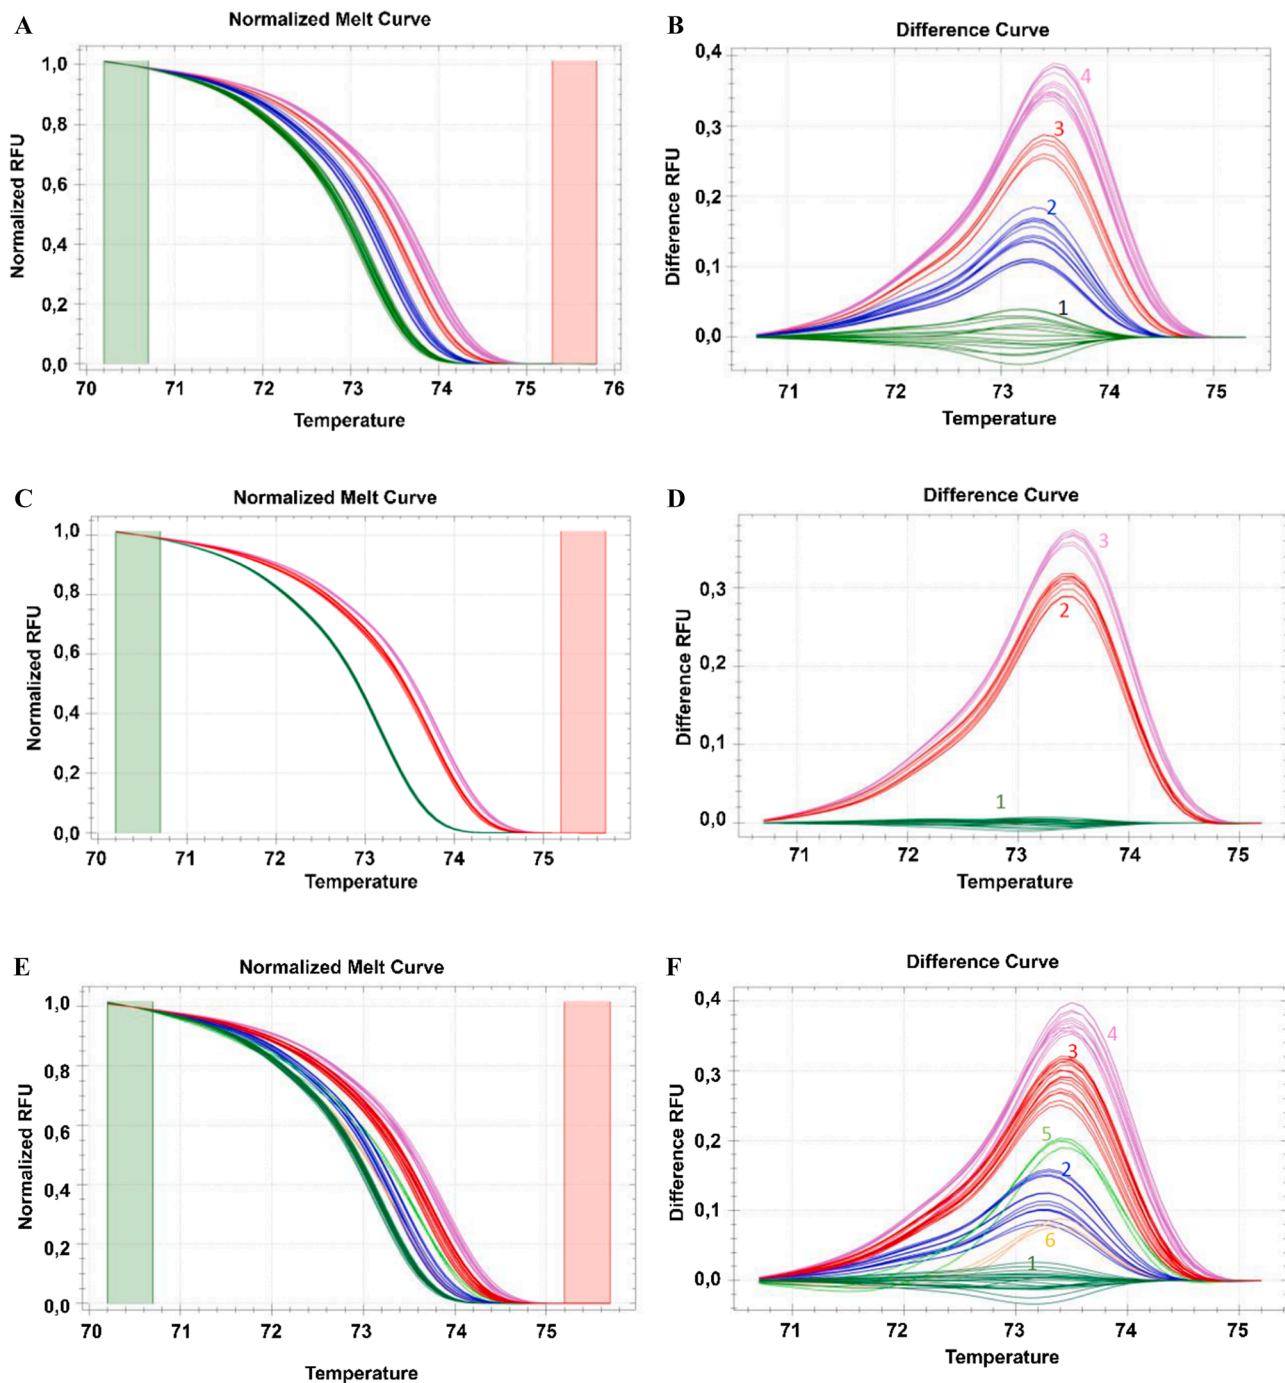 A
Normalized Melt Curve
1,0
0,8
0,6
0,4
0,2
0,0
Normalized RFU
70 71 72 73 74 75 76
Temperature
B
Difference Curve
0,4
0,3
0,2
0,1
0,0
Difference RFU
4
3
2
1
71 72 73 74 75
Temperature
C
Normalized Melt Curve
1,0
0,8
0,6
0,4
0,2
0,0
Normalized RFU
70 71 72 73 74 75
Temperature
D
Difference Curve
0,3
0,2
0,1
0,0
Difference RFU
3
2
1
71 72 73 74 75
Temperature
E
Normalized Melt Curve
1,0
0,8
0,6
0,4
0,2
0,0
Normalized RFU
70 71 72 73 74 75
Temperature
F
Difference Curve
0,4
0,3
0,2
0,1
0,0
Difference RFU
4
3
5
2
6
1
71 72 73 74 75
Temperature